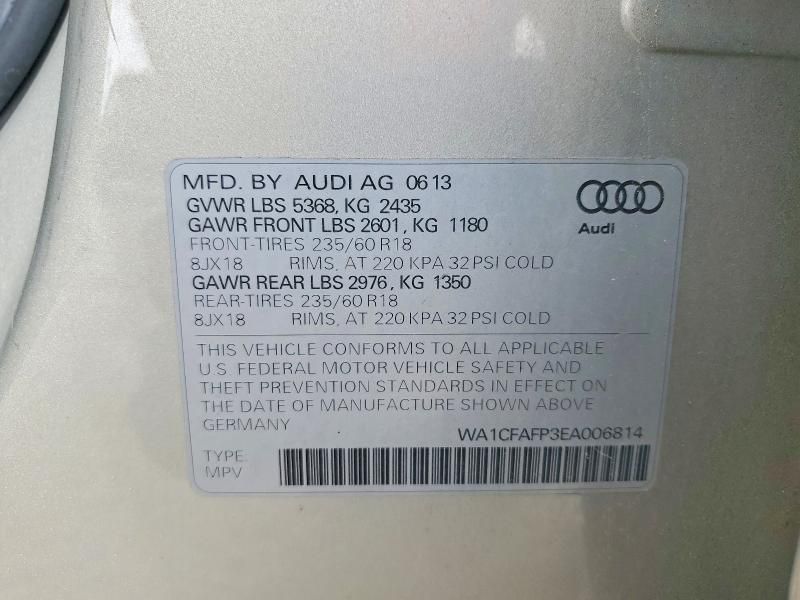 MFD. BY AUDI AG 0613
GVWR LBS 5368, KG 2435
GAWR FRONT LBS 2601, KG 1180
FRONT-TIRES 235/60 R18
8JX18 RIMS, AT 220 KPA 32 PSI COLD
GAWR REAR LBS 2976, KG 1350
REAR-TIRES 235/60 R18
8JX18 RIMS, AT 220 KPA 32 PSI COLD
Audi
THIS VEHICLE CONFORMS TO ALL APPLICABLE
U.S. FEDERAL MOTOR VEHICLE SAFETY AND
THEFT PREVENTION STANDARDS IN EFFECT ON
THE DATE OF MANUFACTURE SHOWN ABOVE.
GERMANY
WA1CFAFP3EA006814
TYPE:
MPV